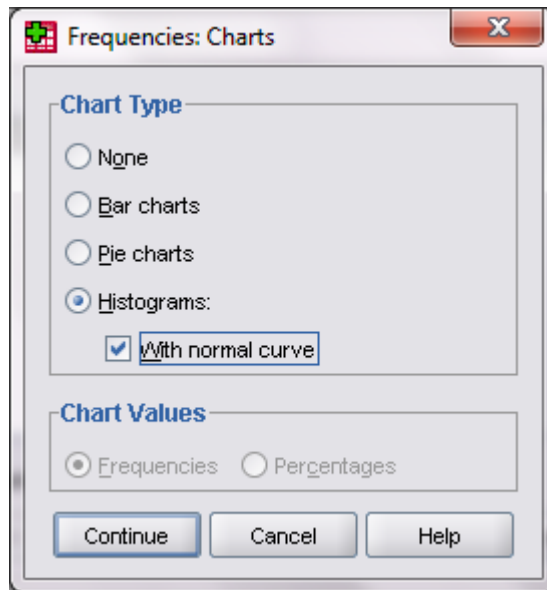 Frequencies: Charts
Chart Type
None
Bar charts
Pie charts
Histograms:
With normal curve
Chart Values
Frequencies Percentages
Continue Cancel Help